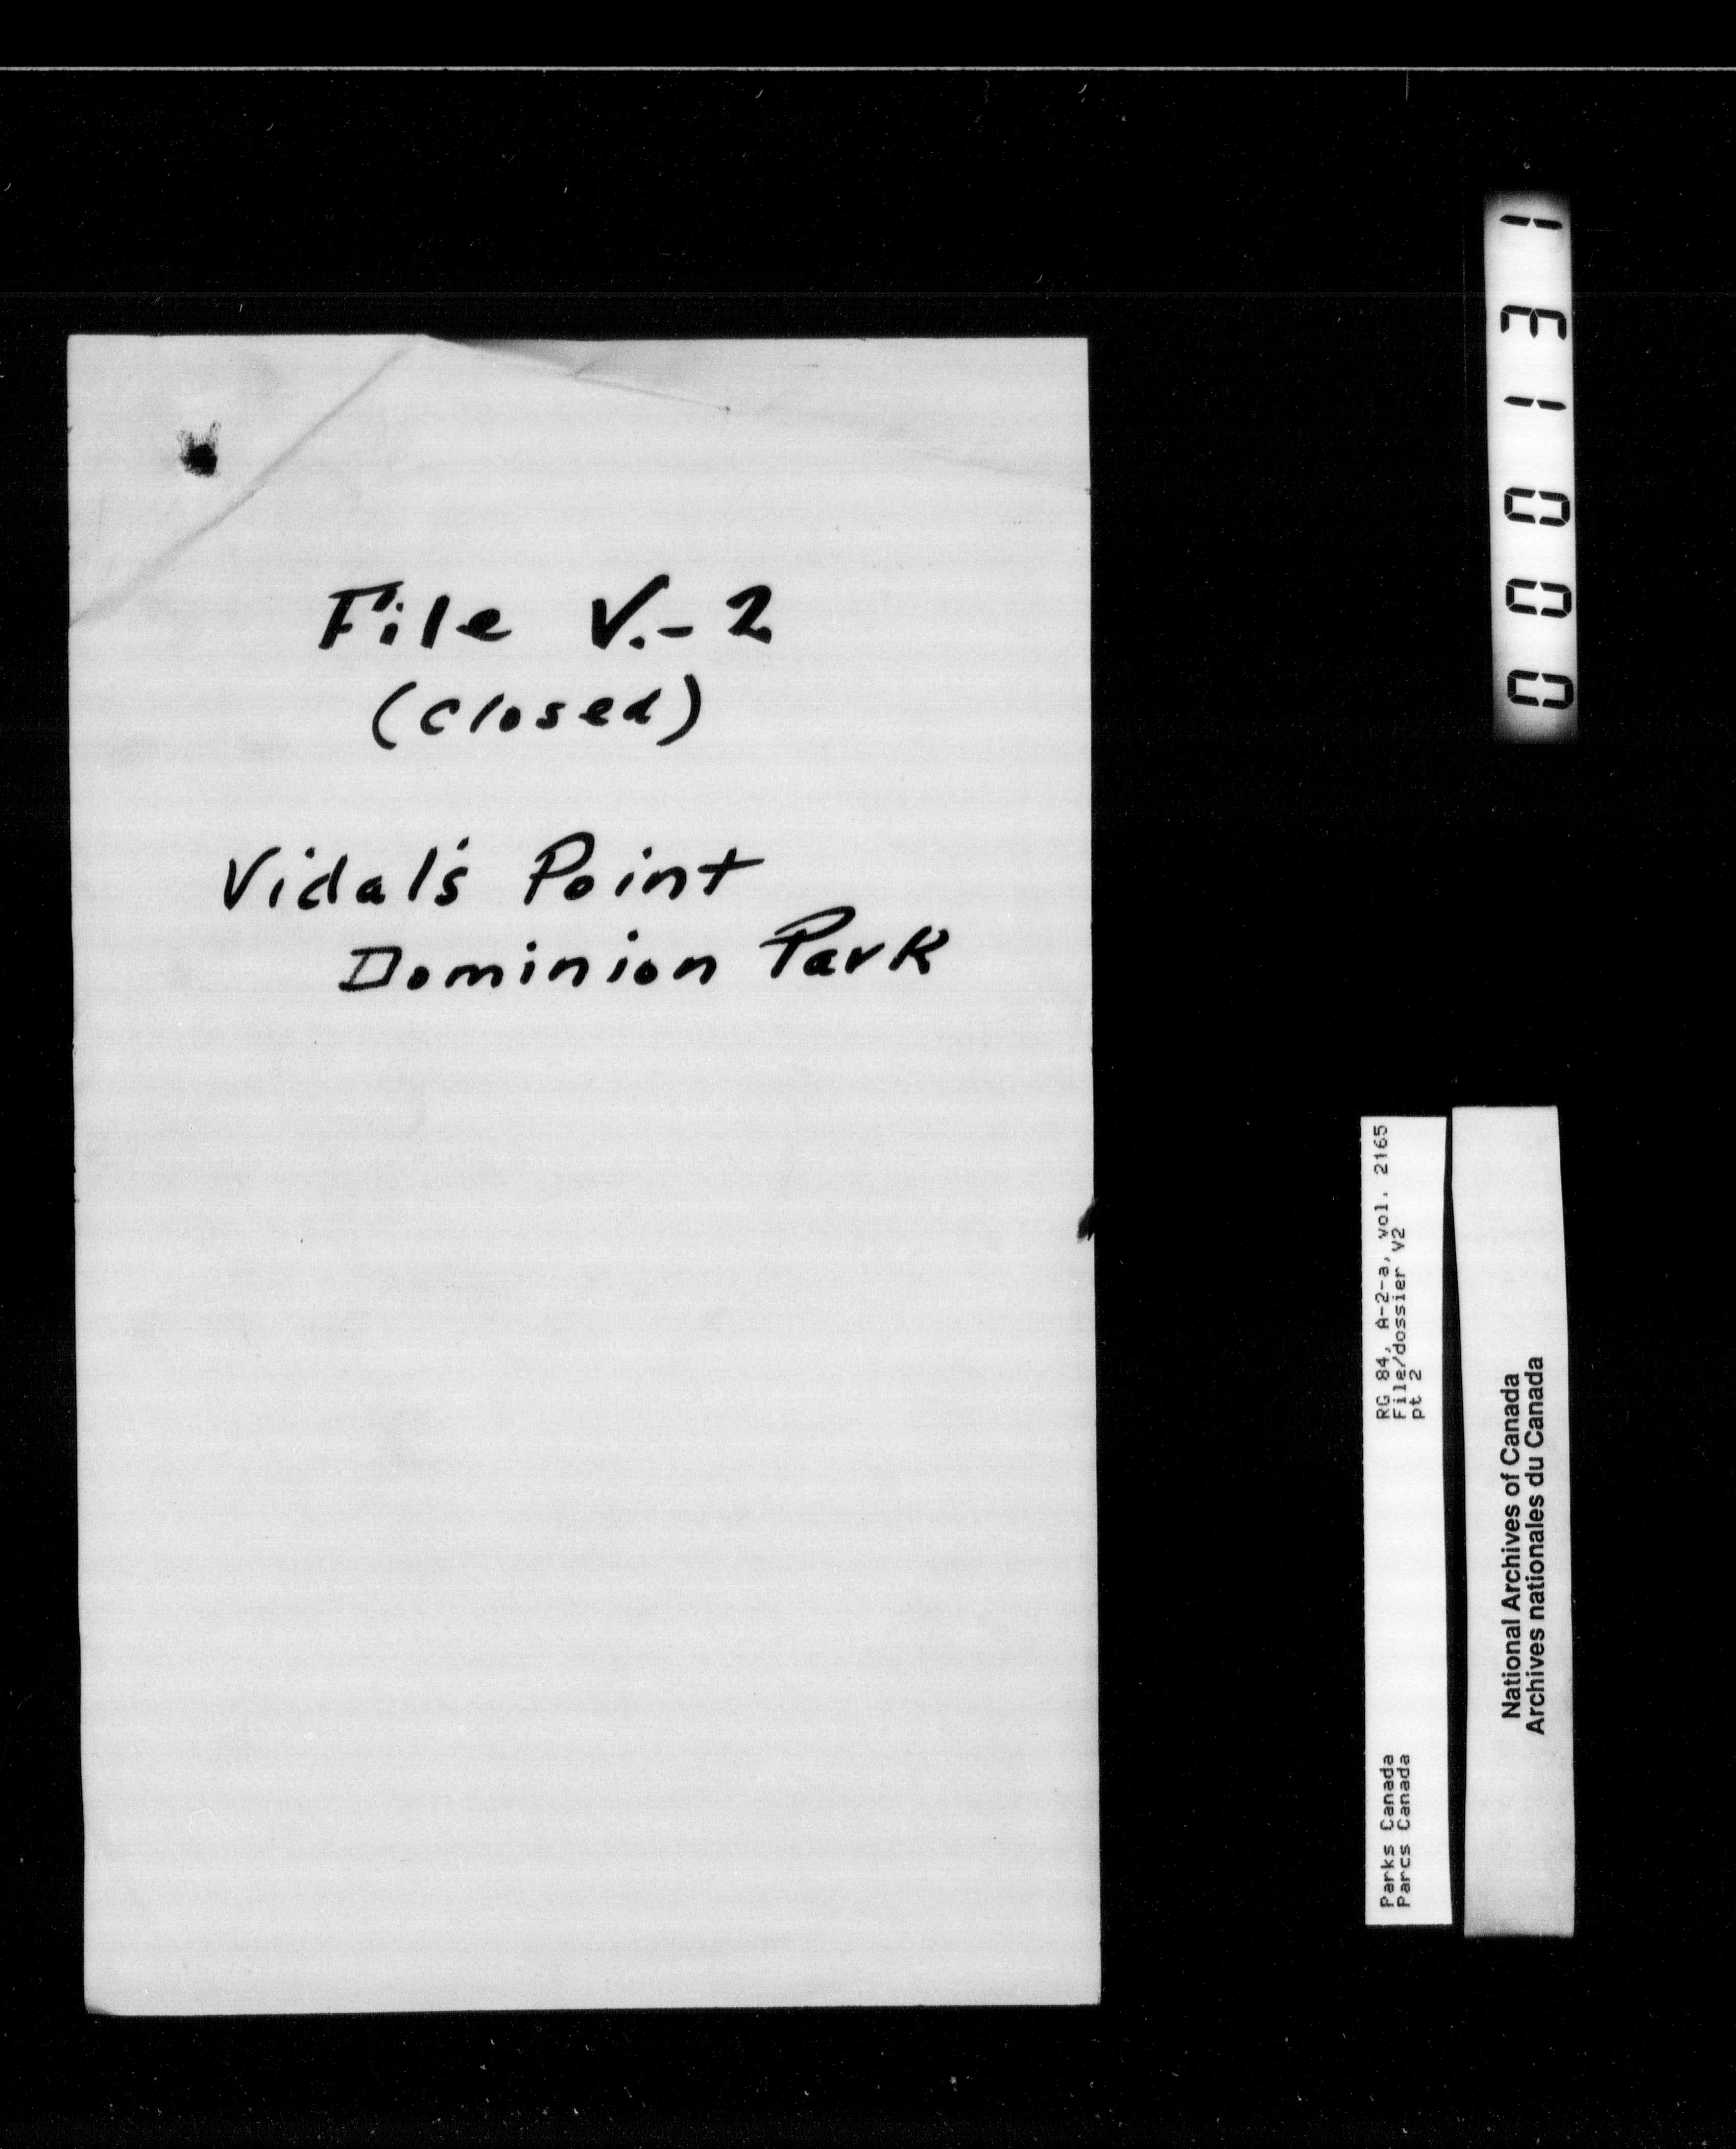 File V.-2
(closed)
Vidal's Point
Dominion Park
000131
RG 84, A-2-a, vol. 2165
File/dossier V2
pt 2
Parks Canada
Parcs Canada
National Archives of Canada
Archives nationales du Canada